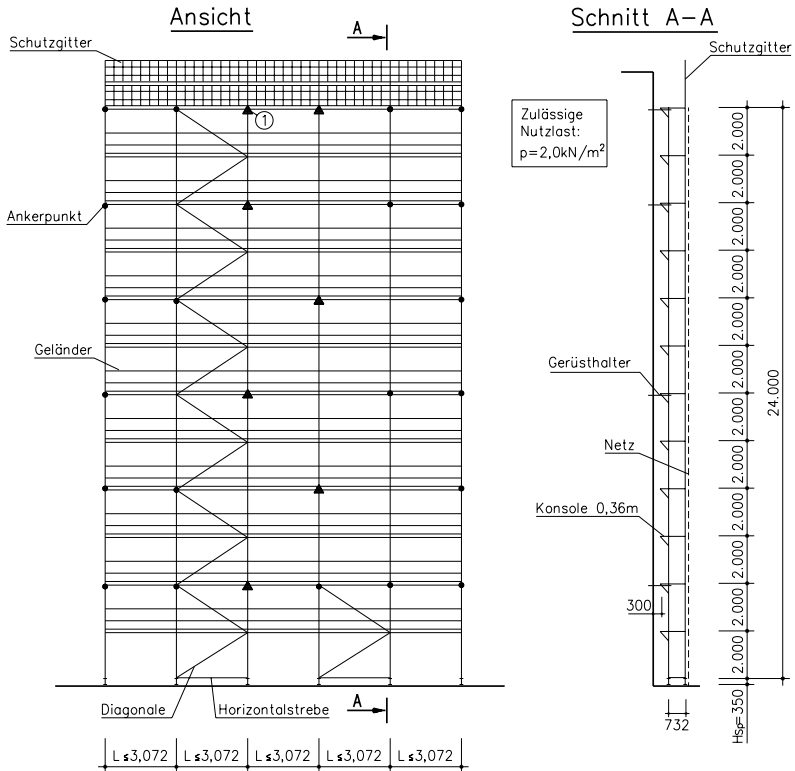 Ansicht
A
Schnitt A-A
Schutzgitter
Schutzgitter
1
Zulässige
Nutzlast:
p=2,0kN/m²
Ankerpunkt
Geländer
Gerüsthalter
Netz
Konsole 0,36m
300
2.000
2.000
2.000
2.000
2.000
2.000
2.000
2.000
2.000
2.000
2.000
2.000
24.000
Diagonale
Horizontalstrebe
A
732
Hsp=350
L≤3,072
L≤3,072
L≤3,072
L≤3,072
L≤3,072